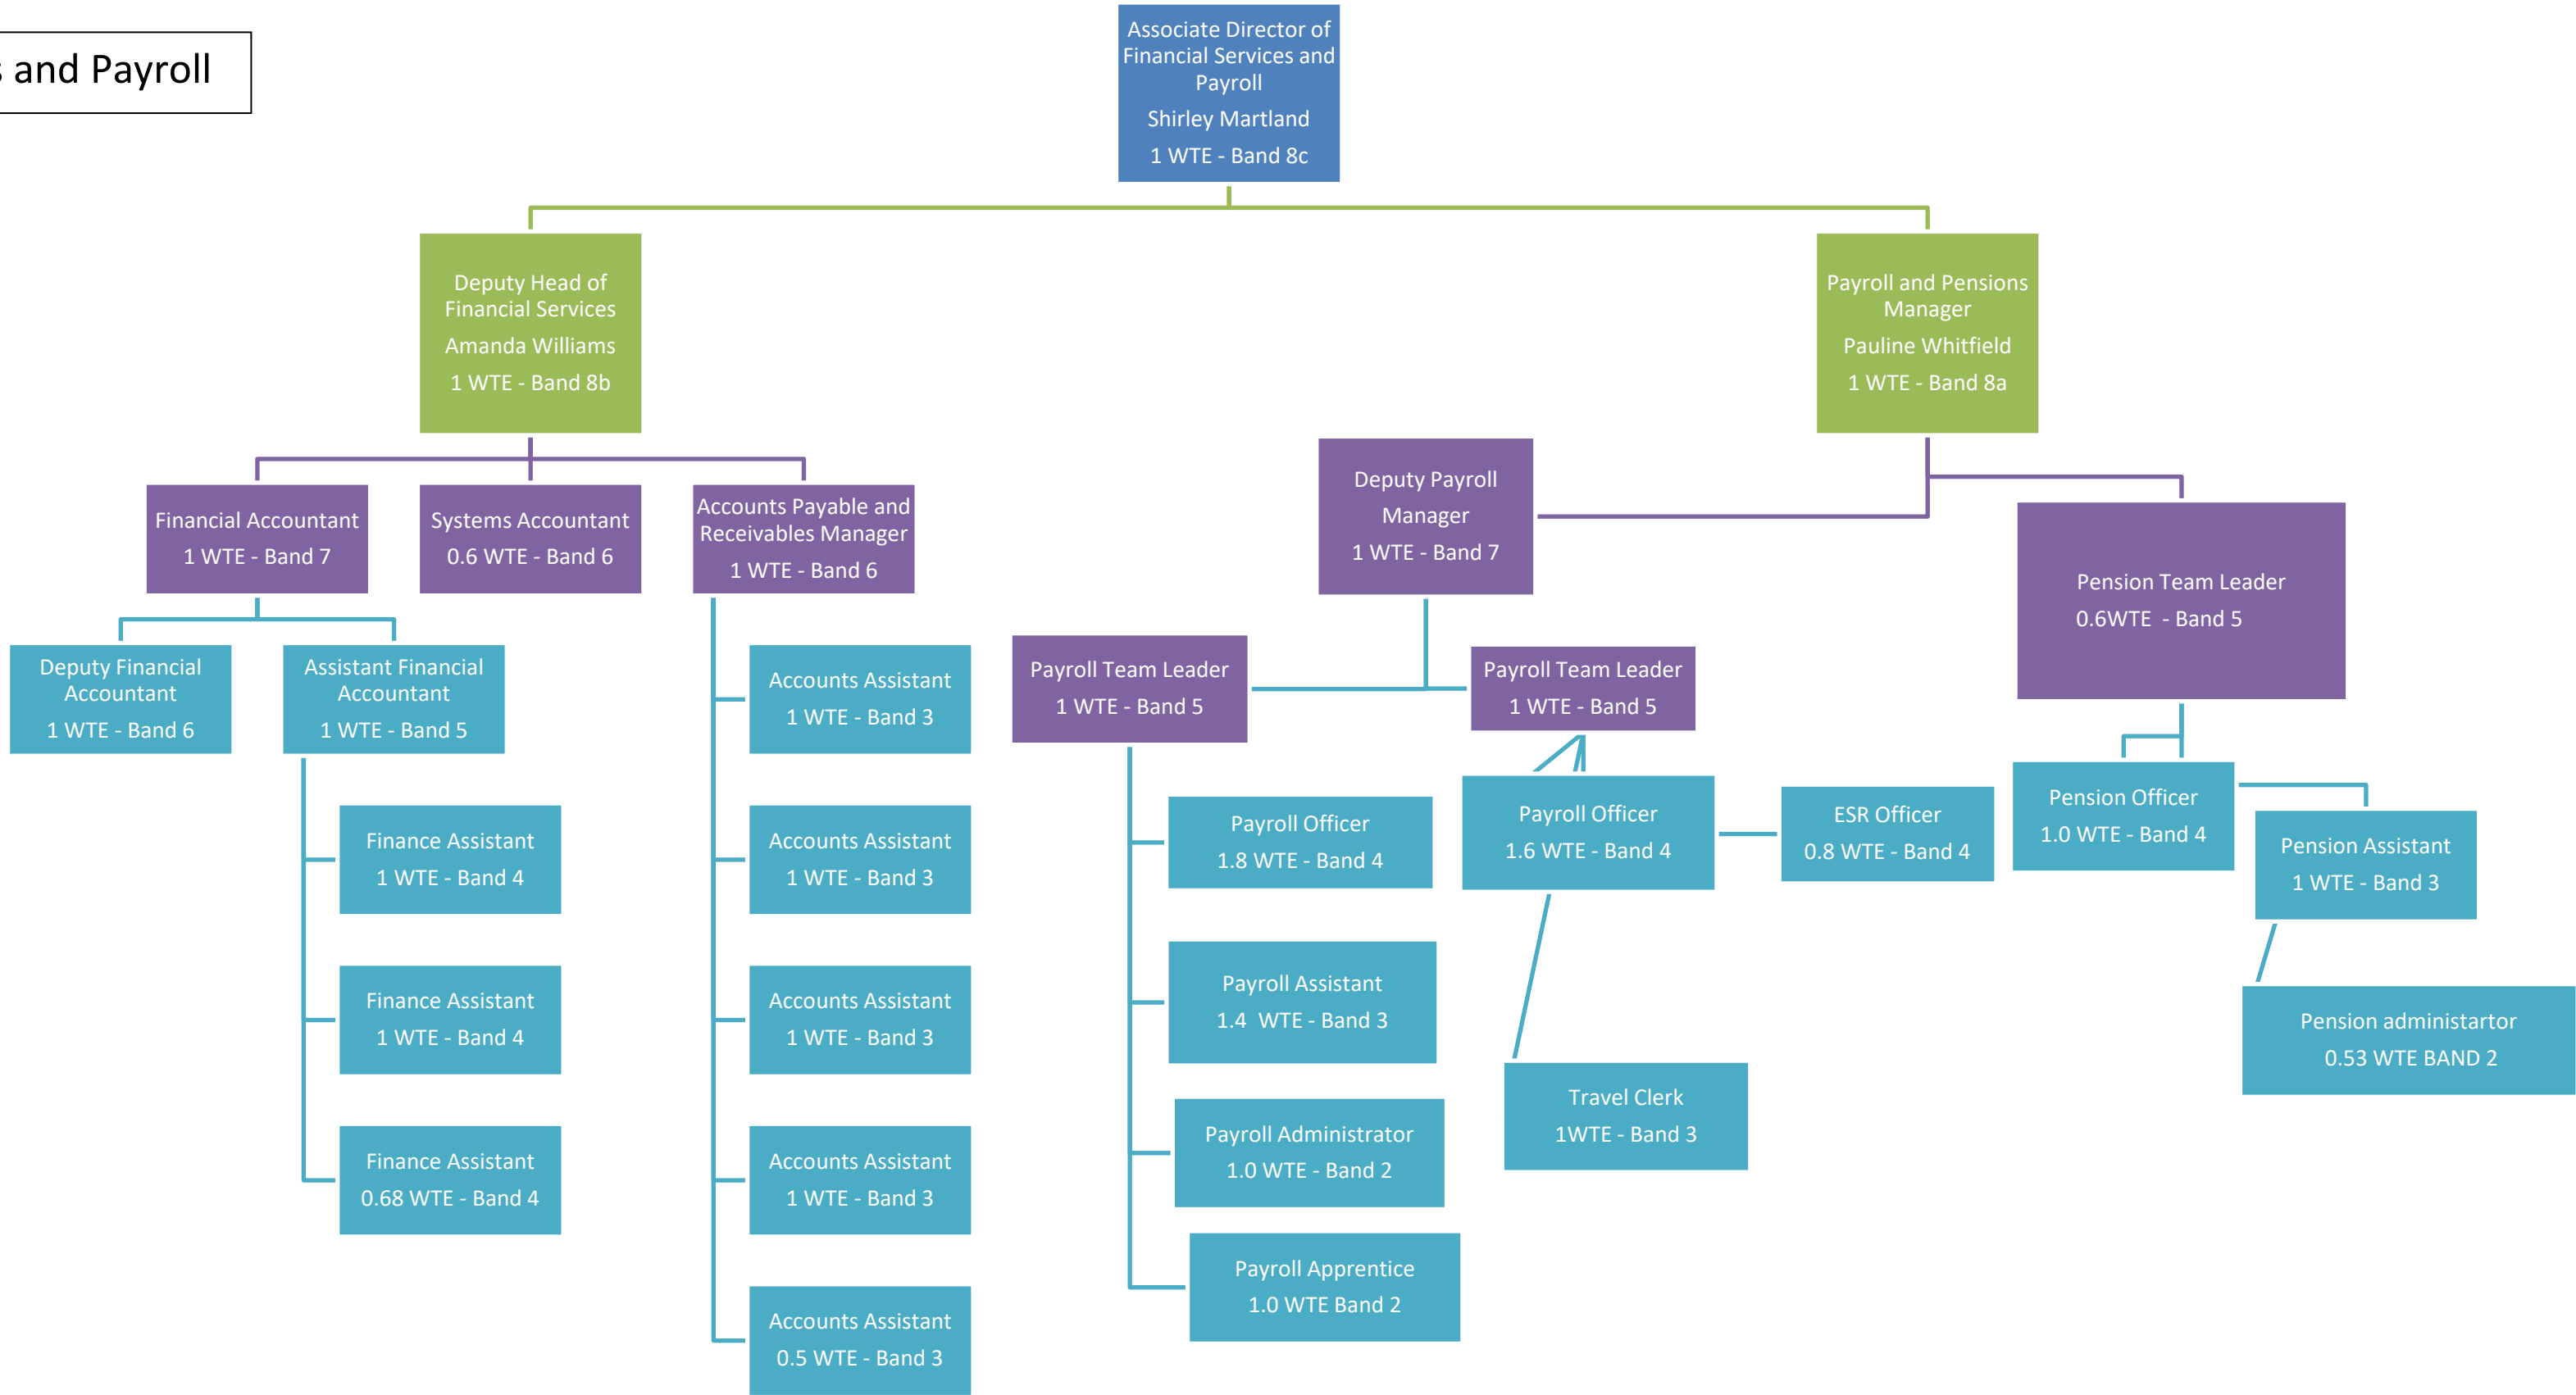 s and Payroll
Associate Director of
Financial Services and
Payroll
Shirley Martland
1 WTE - Band 8c
Deputy Head of
Financial Services
Amanda Williams
1 WTE - Band 8b
Payroll and Pensions
Manager
Pauline Whitfield
1 WTE - Band 8a
Financial Accountant
1 WTE - Band 7
Systems Accountant
0.6 WTE - Band 6
Accounts Payable and
Receivables Manager
1 WTE - Band 6
Deputy Payroll
Manager
1 WTE - Band 7
Pension Team Leader
0.6WTE  - Band 5
Deputy Financial
Accountant
1 WTE - Band 6
Assistant Financial
Accountant
1 WTE - Band 5
Finance Assistant
1 WTE - Band 4
Finance Assistant
1 WTE - Band 4
Finance Assistant
0.68 WTE - Band 4
Accounts Assistant
1 WTE - Band 3
Accounts Assistant
1 WTE - Band 3
Accounts Assistant
1 WTE - Band 3
Accounts Assistant
1 WTE - Band 3
Accounts Assistant
0.5 WTE - Band 3
Payroll Team Leader
1 WTE - Band 5
Payroll Team Leader
1 WTE - Band 5
Payroll Officer
1.8 WTE - Band 4
Payroll Assistant
1.4  WTE - Band 3
Payroll Administrator
1.0 WTE - Band 2
Payroll Apprentice
1.0 WTE Band 2
Payroll Officer
1.6 WTE - Band 4
ESR Officer
0.8 WTE - Band 4
Travel Clerk
1WTE - Band 3
Pension Officer
1.0 WTE - Band 4
Pension Assistant
1 WTE - Band 3
Pension administartor
0.53 WTE BAND 2